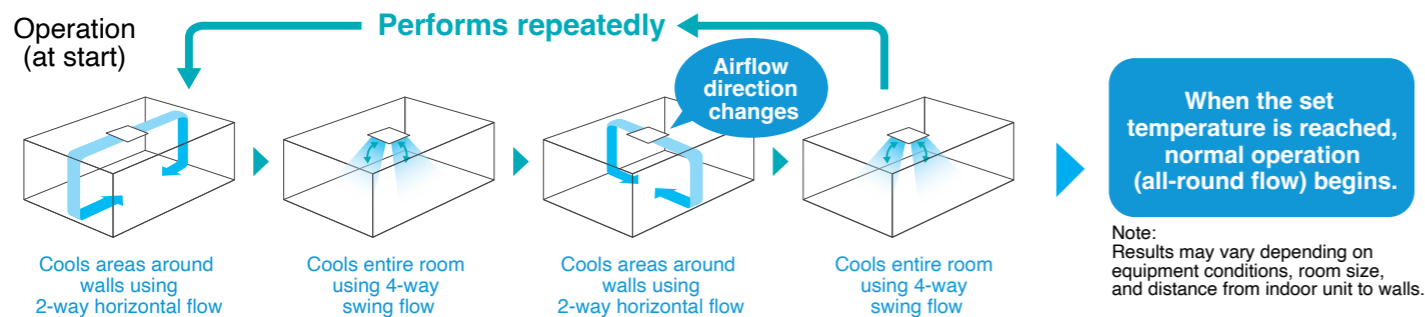 Operation
(at start)
Performs repeatedly
Airflow
direction
changes
Cools areas around
walls using
2-way horizontal flow
Cools entire room
using 4-way
swing flow
Cools areas around
walls using
2-way horizontal flow
Cools entire room
using 4-way
swing flow
When the set
temperature is reached,
normal operation
(all-round flow) begins.
Note:
Results may vary depending on
equipment conditions, room size,
and distance from indoor unit to walls.